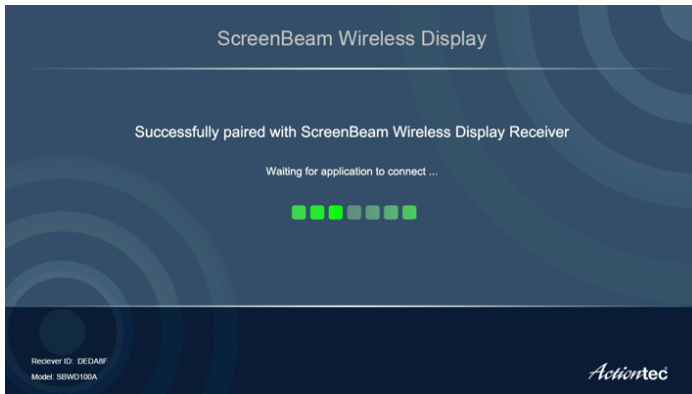 ScreenBeam Wireless Display
Successfully paired with ScreenBeam Wireless Display Receiver
Waiting for application to connect ...
Reciever ID: DEDA8F
Model: SBWD100A
Actiontec